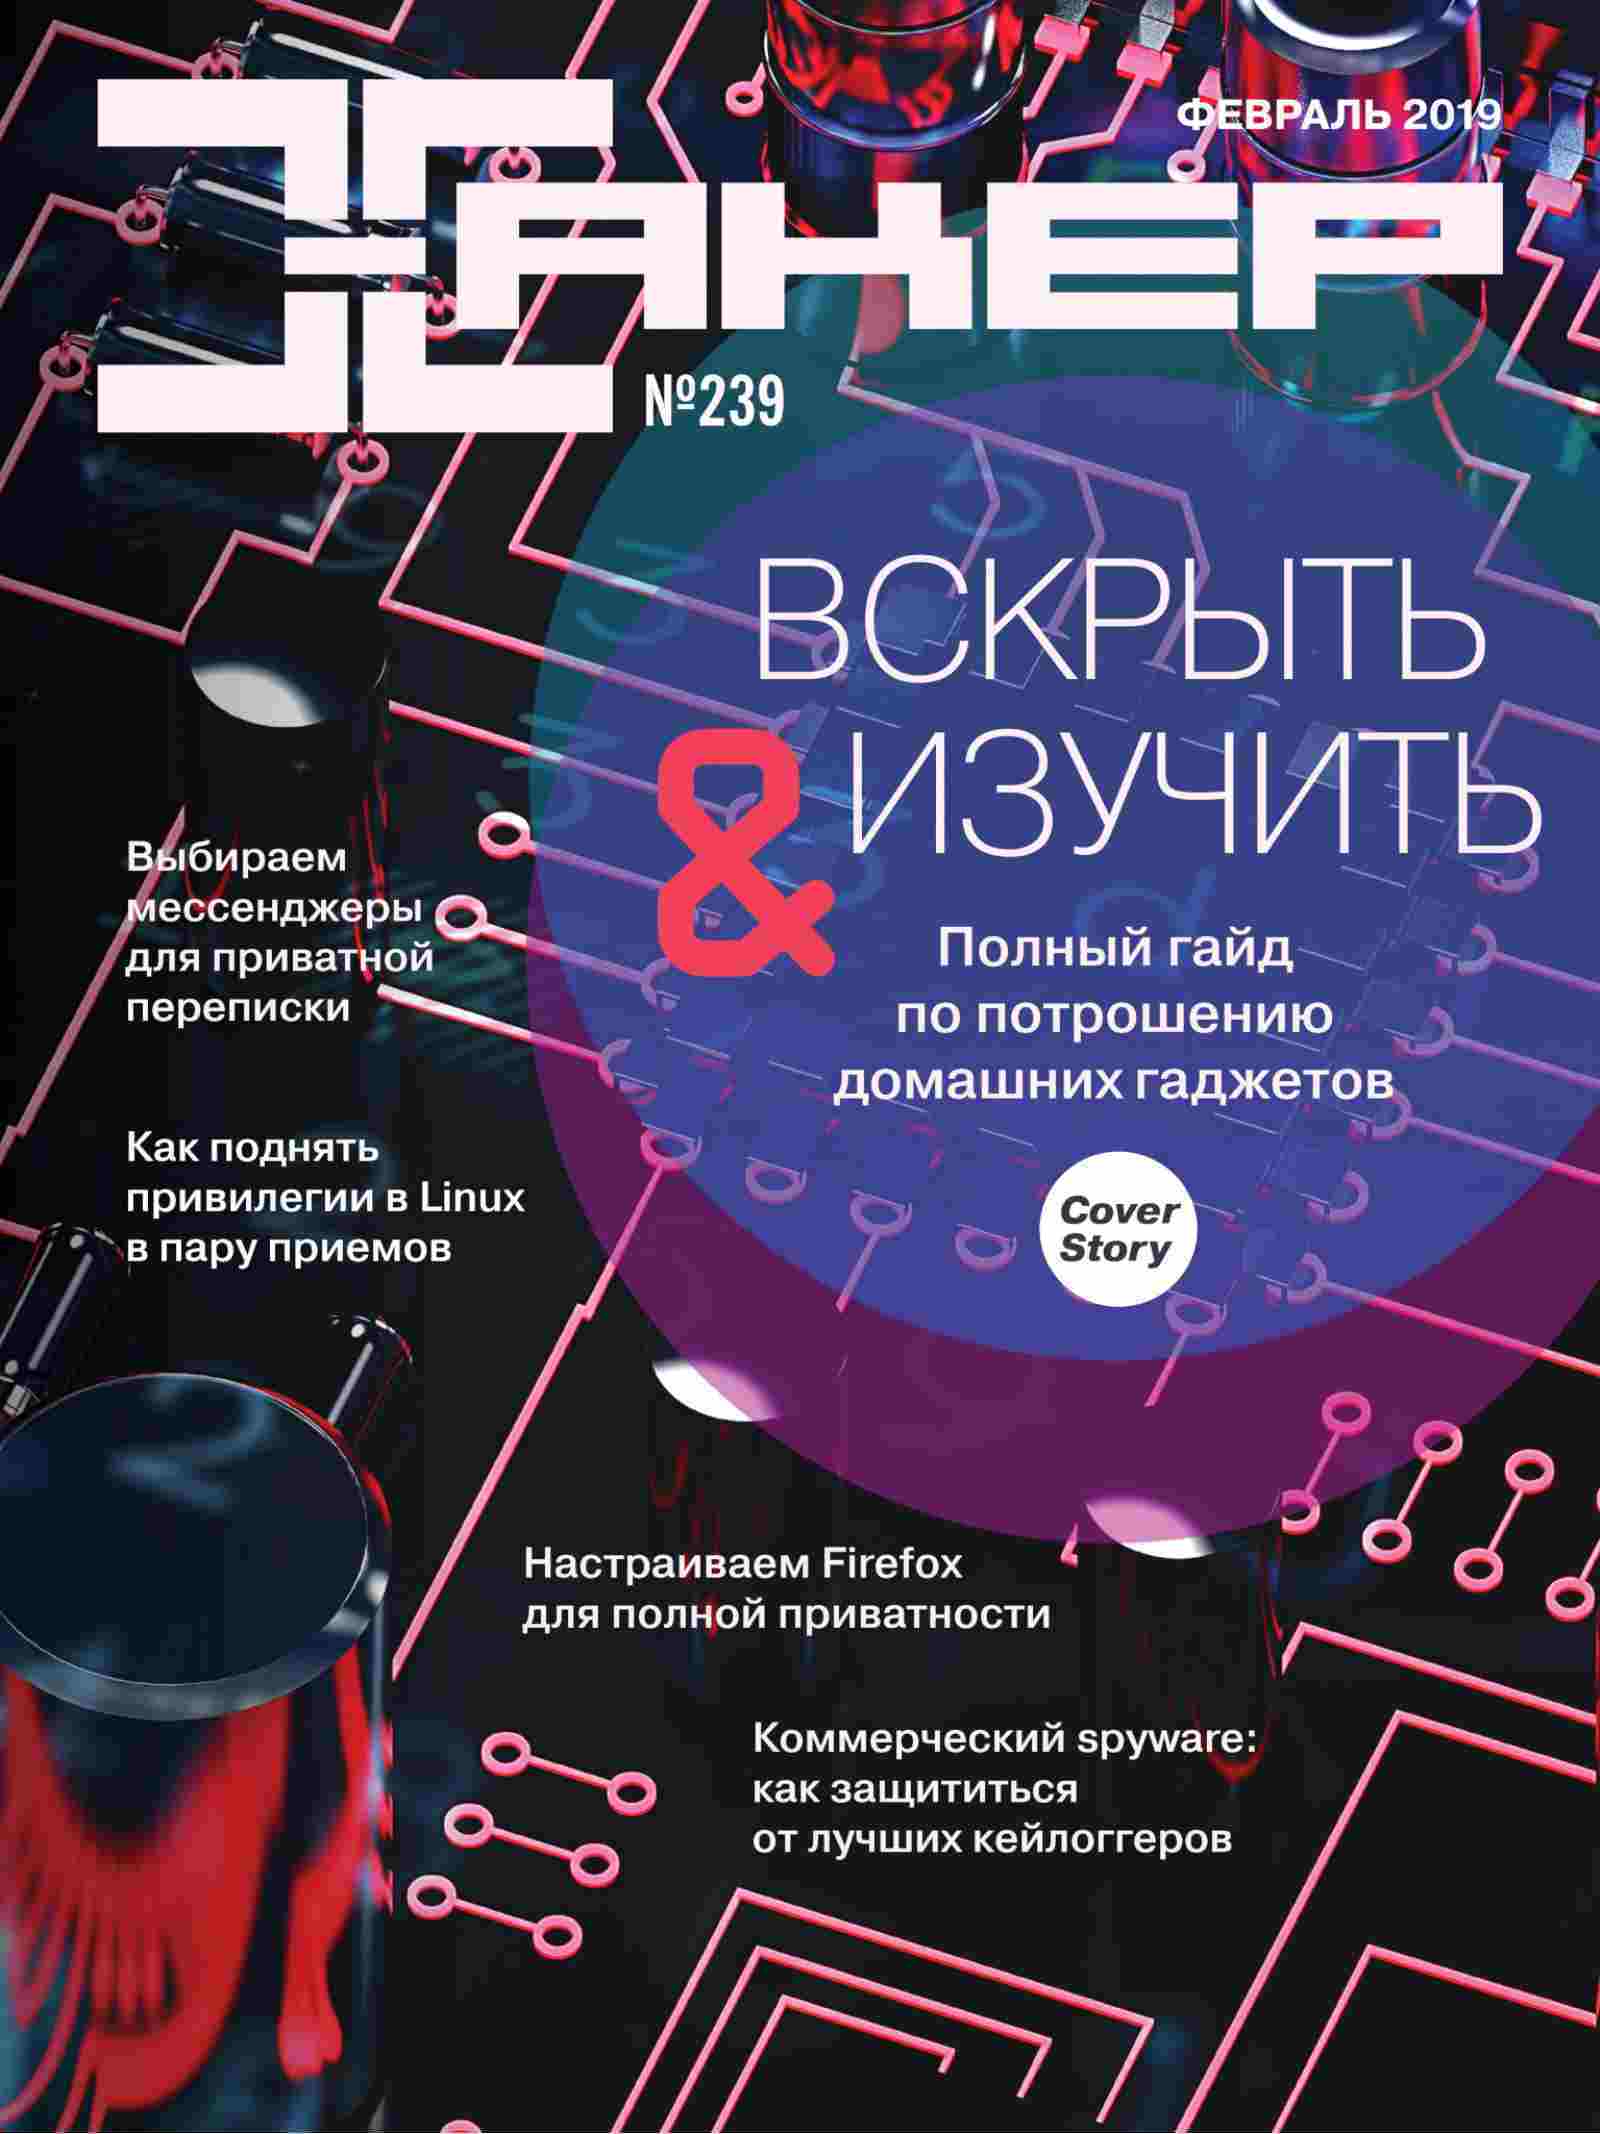 ФЕВРАЛЬ 2019
ХАКЕР
№239
ВСКРЫТЬ
& ИЗУЧИТЬ
Полный гайд
по потрошению
домашних гаджетов
Cover
Story
Выбираем
мессенджеры
для приватной
переписки
Как поднять
привилегии в Linux
в пару приемов
Настраиваем Firefox
для полной приватности
Коммерческий spyware:
как защититься
от лучших кейлоггеров